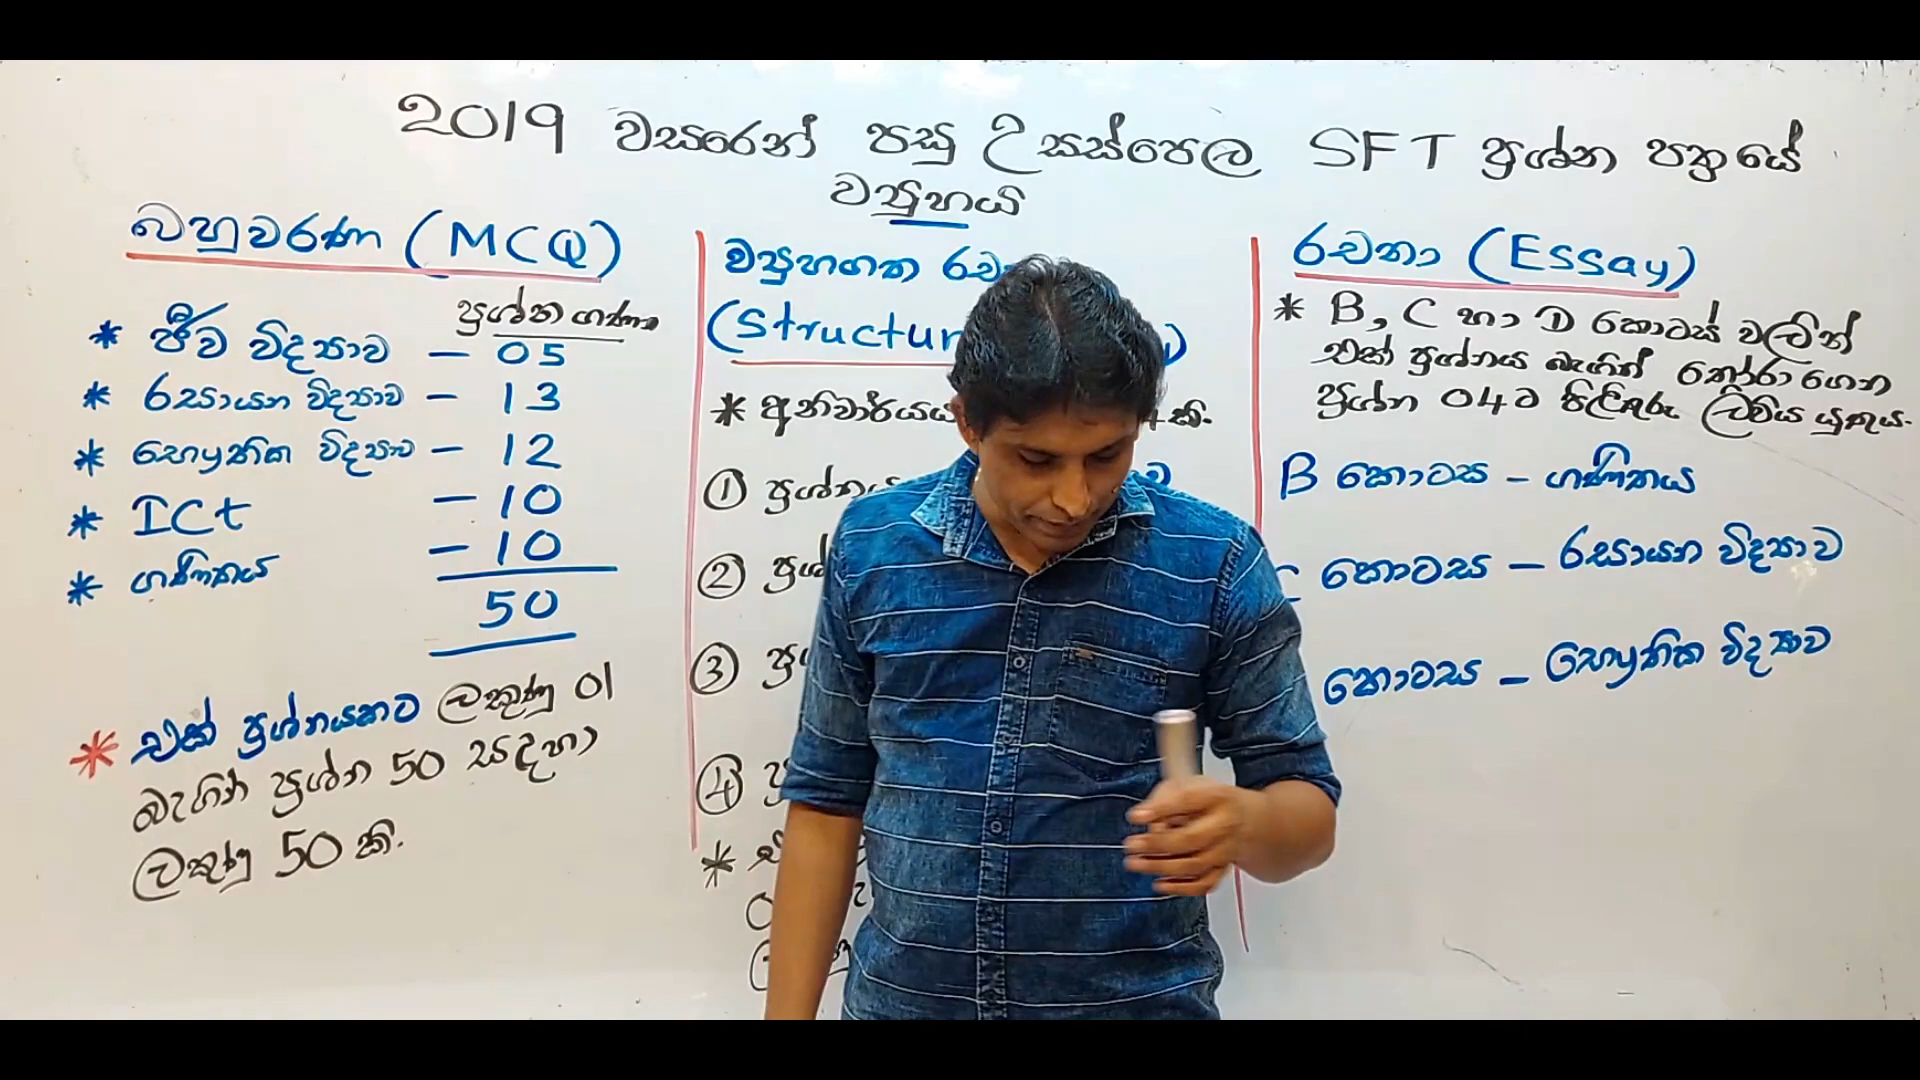 2019 වසරෙන් පසු උසස්පෙල SFT ප්‍රශ්න පත්‍රයේ
ව්‍යුහයි
බහුවරණ (MCQ)
ප්‍රශ්න ගණන
* ජීව විද්‍යාව - 05
* රසායන විද්‍යාව - 13
* භෞතික විද්‍යාව - 12
* ICt - 10
* ගණිතය - 10
50
* එක් ප්‍රශ්නයකට ලකුණු 01
බැගින් ප්‍රශ්න 50 සඳහා
ලකුණු 50 කි.
ව්‍යුහගත
(Structur
* අනිවාර්යය 4කි.
①
②
③
④
*
රචනා (Essay)
* B, C හා D කොටස් වලින්
එක් ප්‍රශ්නය බැගින් තෝරාගෙන
ප්‍රශ්න 04ට පිළිතුරු ලිවිය යුතුය.
B කොටස - ගණිතය
C කොටස - රසායන විද්‍යාව
කොටස - භෞතික විද්‍යාව